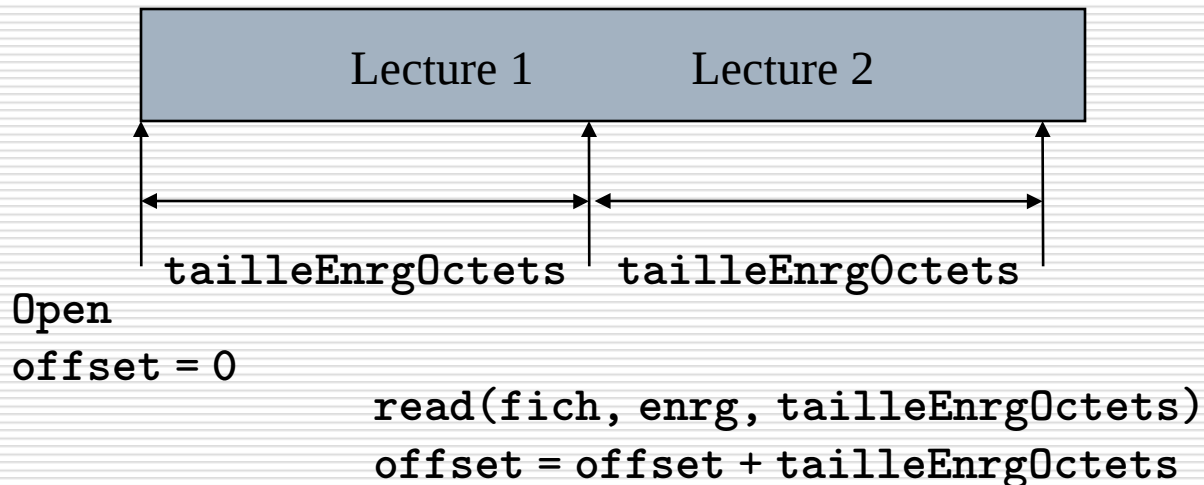 Lecture 1 Lecture 2
tailleEnrgOctets tailleEnrgOctets
Open
offset = 0
read(fich, enrg, tailleEnrgOctets)
offset = offset + tailleEnrgOctets